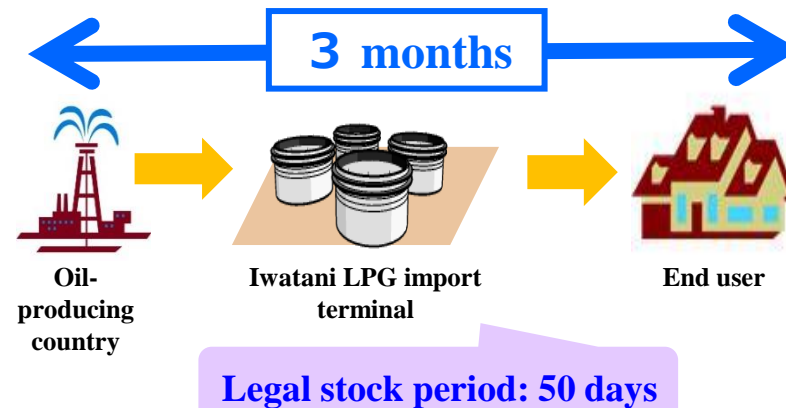 ３ months
Oil-
producing
country
Iwatani LPG import
terminal
End user
Legal stock period: 50 days